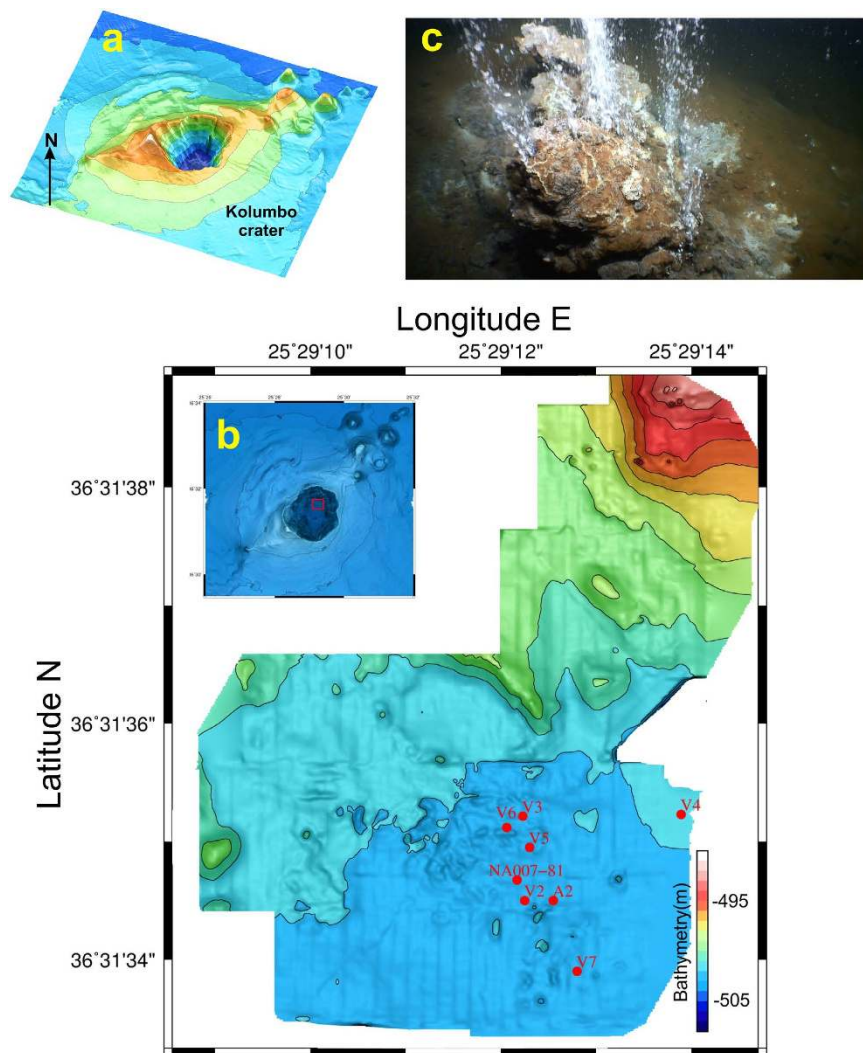 a
N
Kolumbo
crater
c
Longitude E
25°29'10"
25°29'12"
25°29'14"
b
36°31'38"
36°31'36"
36°31'34"
Latitude N
V6
V3
V4
V5
NA007-81
V2
A2
V7
Bathymetry(m)
-495
-505